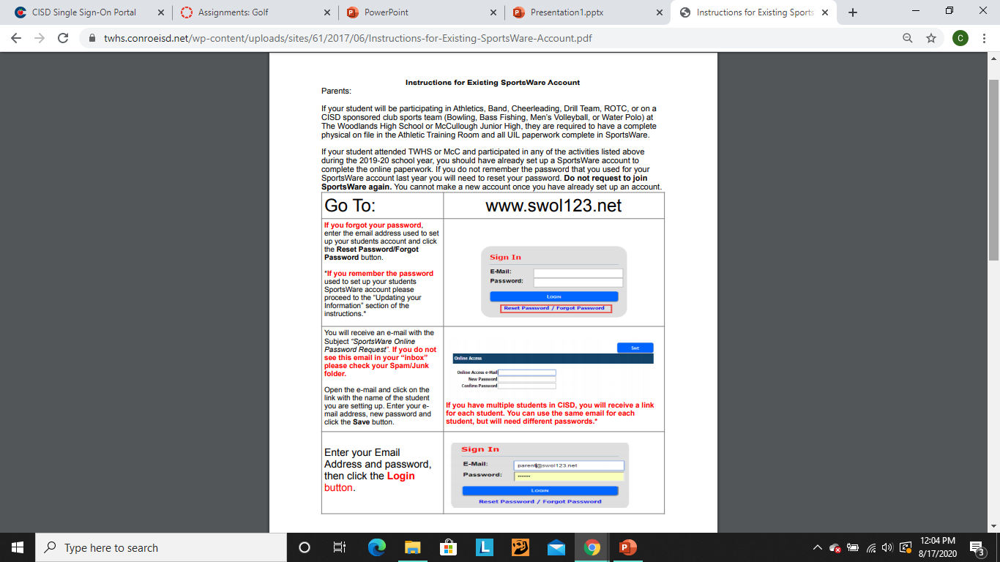 CISD Single Sign-On Portal
Assignments: Golf
PowerPoint
Presentation1.pptx
Instructions for Existing Sports
twhs.conroeisd.net/wp-content/uploads/sites/61/2017/06/Instructions-for-Existing-SportsWare-Account.pdf
C
Instructions for Existing SportsWare Account
Parents:
If your student will be participating in Athletics, Band, Cheerleading, Drill Team, ROTC, or on a
CISD sponsored club sports team (Bowling, Bass Fishing, Men's Volleyball, or Water Polo) at
The Woodlands High School or McCullough Junior High, they are required to have a complete
physical on file in the Athletic Training Room and all UIL paperwork complete in SportsWare.
If your student attended TWHS or McC and participated in any of the activities listed above
during the 2019-20 school year, you should have already set up a SportsWare account to
complete the online paperwork. If you do not remember the password that you used for your
SportsWare account last year you will need to reset your password. Do not request to join
SportsWare again. You cannot make a new account once you have already set up an account.
Go To:
www.swol123.net
If you forgot your password,
enter the email address used to set
up your students account and click
the Reset Password/Forgot
Password button.
*If you remember the password
used to set up your students
SportsWare account please
proceed to the “Updating your
Information” section of the
instructions.*
Sign In
E-Mail:
Password:
LOGIN
Reset Password / Forgot Password
You will receive an e-mail with the
Subject “SportsWare Online
Password Request”. If you do not
see this email in your “inbox”
please check your Spam/Junk
folder.
Open the e-mail and click on the
link with the name of the student
you are setting up. Enter your e-
mail address, new password and
click the Save button.
Save
Online Access
Online Access e-Mail
New Password
Confirm Password
If you have multiple students in CISD, you will receive a link
for each student. You can use the same email for each
student, but will need different passwords.*
Enter your Email
Address and password,
then click the Login
button.
Sign In
E-Mail:
parent@swol123.net
Password:
••••••
LOGIN
Reset Password / Forgot Password
Type here to search
L
P
12:04 PM
8/17/2020
3